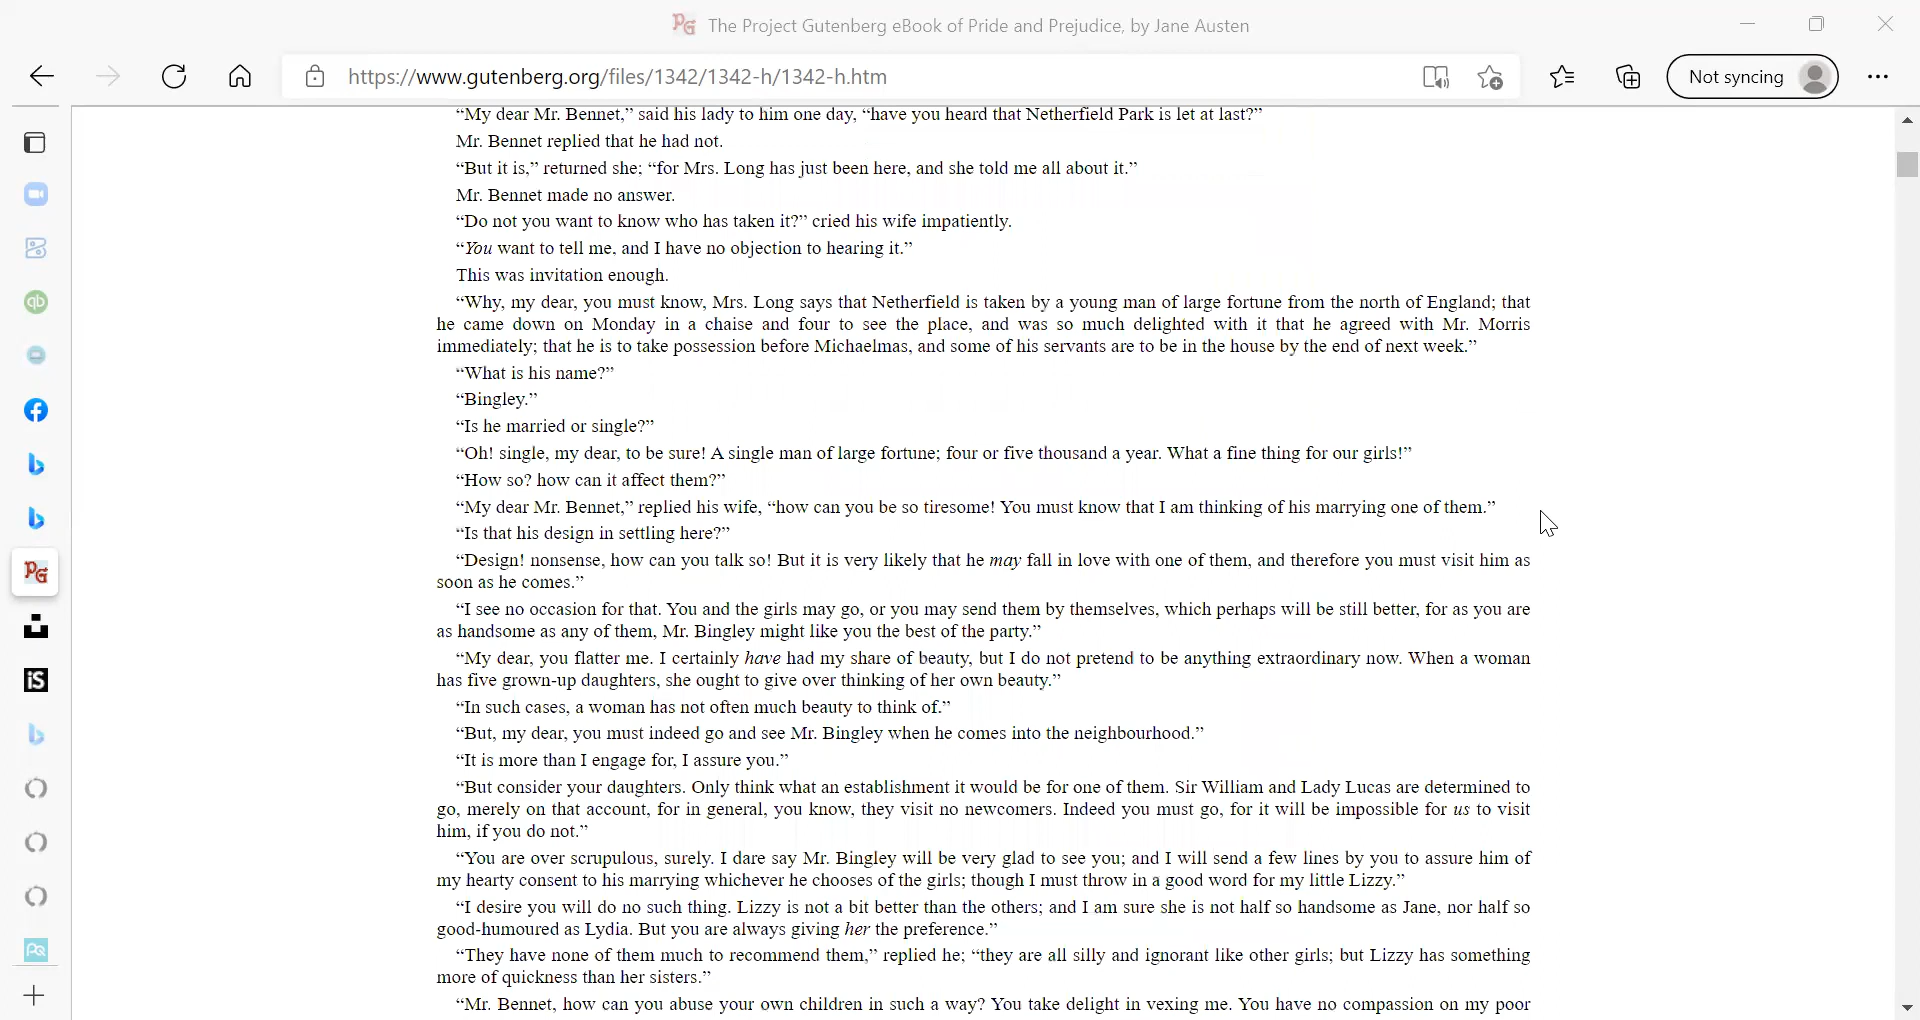 The Project Gutenberg eBook of Pride and Prejudice, by Jane Austen
https://www.gutenberg.org/files/1342/1342-h/1342-h.htm
Not syncing
“My dear Mr. Bennet,” said his lady to him one day, “have you heard that Netherfield Park is let at last?”
Mr. Bennet replied that he had not.
“But it is,” returned she; “for Mrs. Long has just been here, and she told me all about it.”
Mr. Bennet made no answer.
“Do not you want to know who has taken it?” cried his wife impatiently.
“You want to tell me, and I have no objection to hearing it.”
This was invitation enough.
“Why, my dear, you must know, Mrs. Long says that Netherfield is taken by a young man of large fortune from the north of England; that
he came down on Monday in a chaise and four to see the place, and was so much delighted with it that he agreed with Mr. Morris
immediately; that he is to take possession before Michaelmas, and some of his servants are to be in the house by the end of next week.”
“What is his name?”
“Bingley.”
“Is he married or single?”
“Oh! single, my dear, to be sure! A single man of large fortune; four or five thousand a year. What a fine thing for our girls!”
“How so? how can it affect them?”
“My dear Mr. Bennet,” replied his wife, “how can you be so tiresome! You must know that I am thinking of his marrying one of them.”
“Is that his design in settling here?”
“Design! nonsense, how can you talk so! But it is very likely that he may fall in love with one of them, and therefore you must visit him as
soon as he comes.”
“I see no occasion for that. You and the girls may go, or you may send them by themselves, which perhaps will be still better, for as you are
as handsome as any of them, Mr. Bingley might like you the best of the party.”
“My dear, you flatter me. I certainly have had my share of beauty, but I do not pretend to be anything extraordinary now. When a woman
has five grown-up daughters, she ought to give over thinking of her own beauty.”
“In such cases, a woman has not often much beauty to think of.”
“But, my dear, you must indeed go and see Mr. Bingley when he comes into the neighbourhood.”
“It is more than I engage for, I assure you.”
“But consider your daughters. Only think what an establishment it would be for one of them. Sir William and Lady Lucas are determined to
go, merely on that account, for in general, you know, they visit no newcomers. Indeed you must go, for it will be impossible for us to visit
him, if you do not.”
“You are over scrupulous, surely. I dare say Mr. Bingley will be very glad to see you; and I will send a few lines by you to assure him of
my hearty consent to his marrying whichever he chooses of the girls; though I must throw in a good word for my little Lizzy.”
“I desire you will do no such thing. Lizzy is not a bit better than the others; and I am sure she is not half so handsome as Jane, nor half so
good-humoured as Lydia. But you are always giving her the preference.”
“They have none of them much to recommend them,” replied he; “they are all silly and ignorant like other girls; but Lizzy has something
more of quickness than her sisters.”
“Mr. Bennet, how can you abuse your own children in such a way? You take delight in vexing me. You have no compassion on my poor